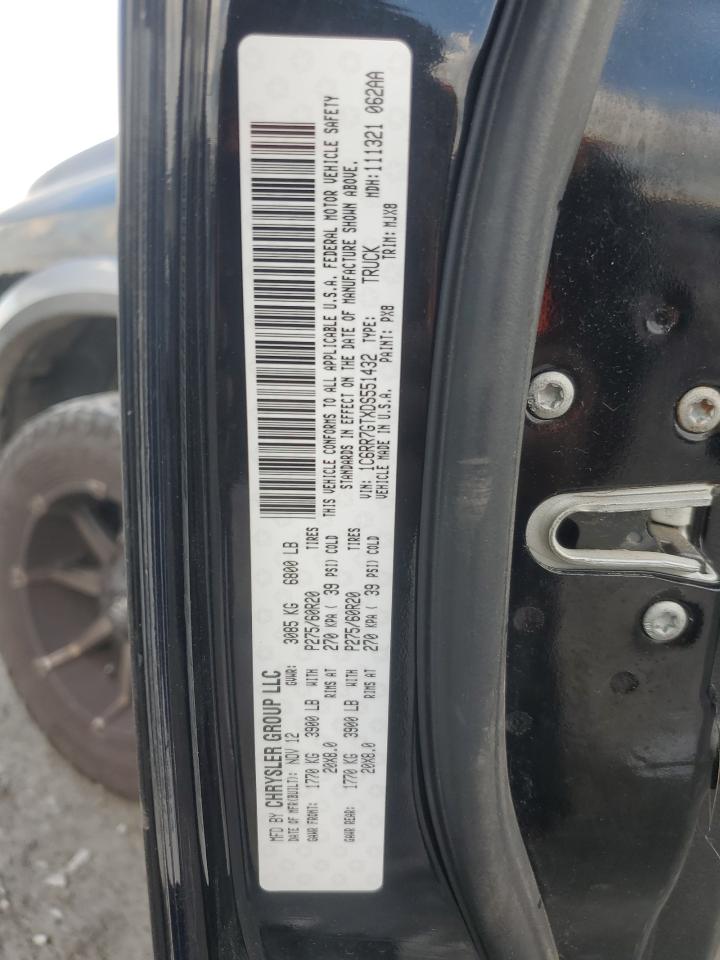 MFD BY CHRYSLER GROUP LLC
DATE OF MFR(BUILT): NOV 12 GVWR: 3085 KG 6800 LB
GAWR FRONT: 1770 KG 3900 LB WITH P275/60R20 TIRES
20X8.0 RIMS AT 270 KPA ( 39 PSI) COLD
GAWR REAR: 1770 KG 3900 LB WITH P275/60R20 TIRES
20X8.0 RIMS AT 270 KPA ( 39 PSI) COLD
THIS VEHICLE CONFORMS TO ALL APPLICABLE U.S.A. FEDERAL MOTOR VEHICLE SAFETY
STANDARDS IN EFFECT ON THE DATE OF MANUFACTURE SHOWN ABOVE.
VIN: 1C6RR7GTXDS551432 TYPE: TRUCK MDH:111321 062AA
VEHICLE MADE IN U.S.A. PAINT: PX8 TRIM: MJX8